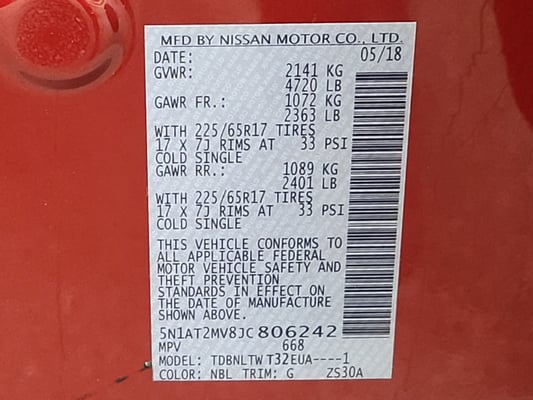 MFD BY NISSAN MOTOR CO., LTD.
DATE: 05/18
GVWR: 2141 KG
4720 LB
GAWR FR.: 1072 KG
2363 LB
WITH 225/65R17 TIRES
17 X 7J RIMS AT 33 PSI
COLD SINGLE
GAWR RR.: 1089 KG
2401 LB
WITH 225/65R17 TIRES
17 X 7J RIMS AT 33 PSI
COLD SINGLE
THIS VEHICLE CONFORMS TO
ALL APPLICABLE FEDERAL
MOTOR VEHICLE SAFETY AND
THEFT PREVENTION
STANDARDS IN EFFECT ON
THE DATE OF MANUFACTURE
SHOWN ABOVE.
5N1AT2MV8JC806242
MPV 668
MODEL: TDBNLTW T32EUA----1
COLOR: NBL TRIM: G ZS30A